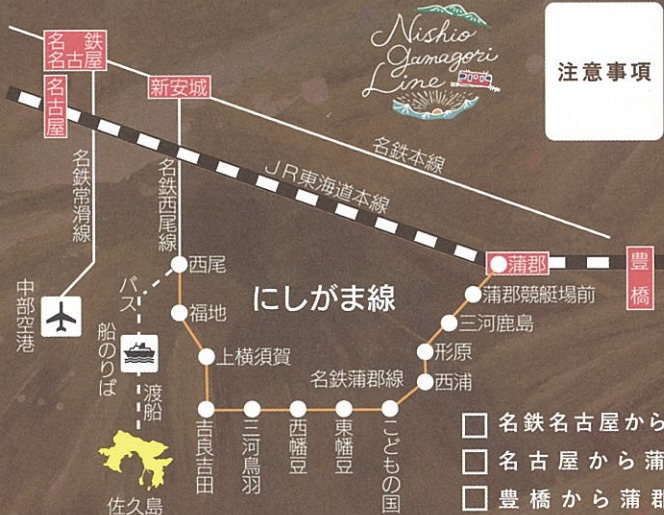 名鉄名古屋
名古屋
新安城
Nishio
Gamagori
Line
注意事項
名鉄本線
JR東海道本線
名鉄常滑線
名鉄西尾線
中部空港
バス
船のりば
渡船
佐久島
にしがま線
西尾
福地
上横須賀
吉良吉田
三河鳥羽
西幡豆
東幡豆
こどもの国
名鉄蒲郡線
西浦
形原
三河鹿島
蒲郡競艇場前
蒲郡
豊橋
名鉄名古屋から
名古屋から蒲
豊橋から蒲郡